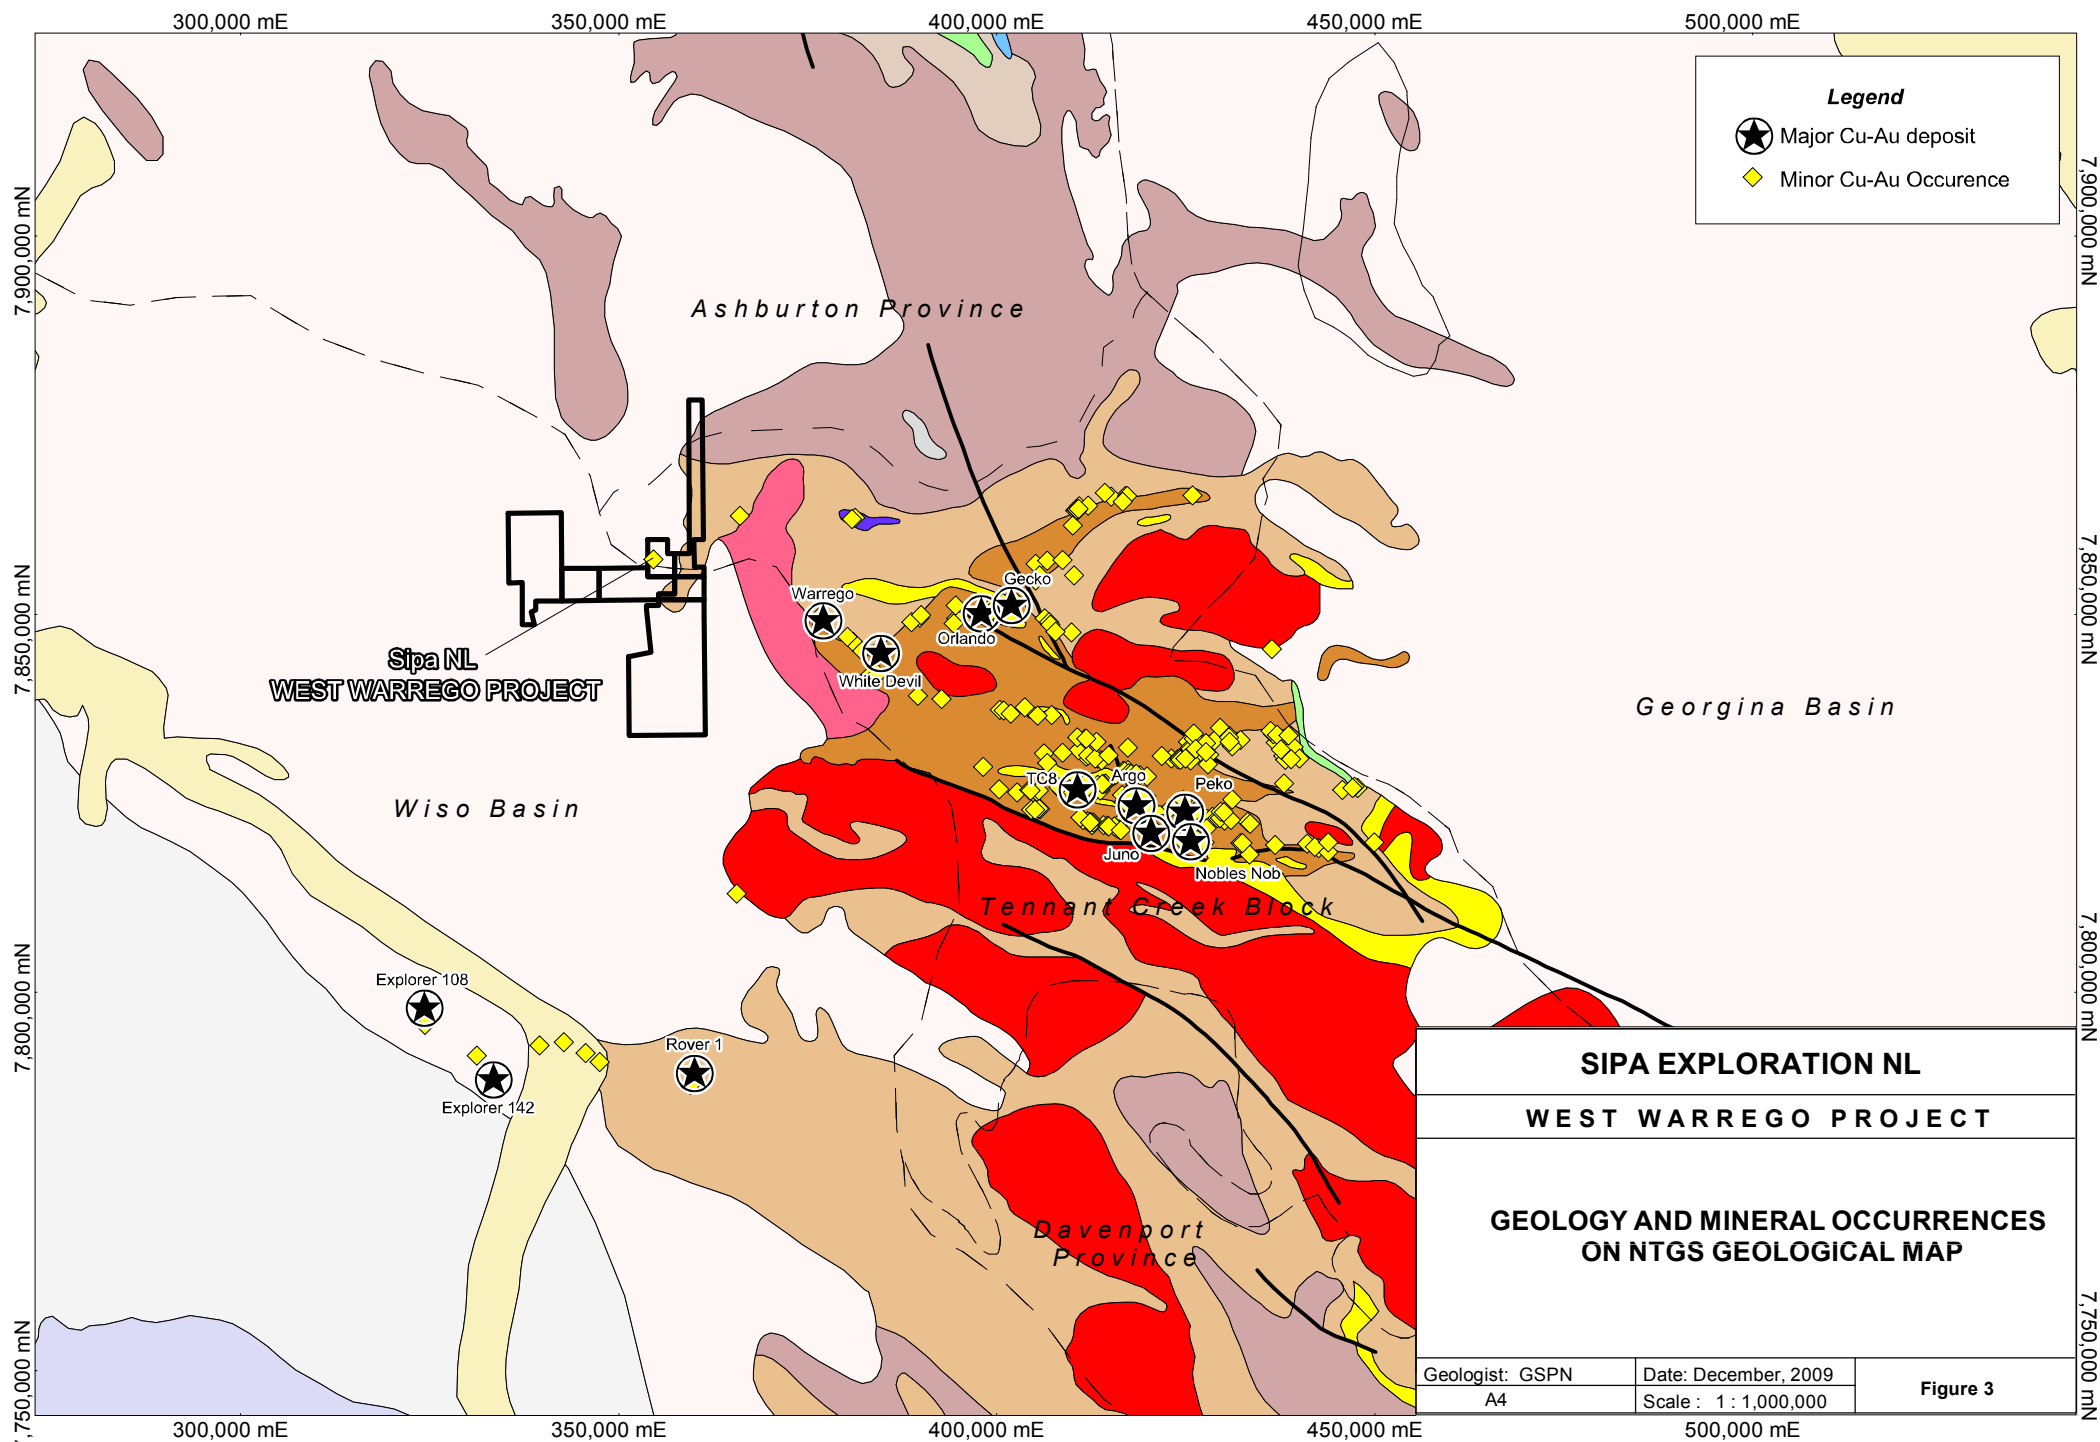 300,000 mE
350,000 mE
400,000 mE
450,000 mE
500,000 mE
Legend
Major Cu-Au deposit
Minor Cu-Au Occurence
7,900,000 mN
7,900,000 mN
Ashburton Province
7,850,000 mN
7,850,000 mN
Gecko
Warrego
Orlando
White Devil
Sipa NL
WEST WARREGO PROJECT
Georgina Basin
Wiso Basin
TC8
Argo
Peko
Juno
Nobles Nob
Tennant Creek Block
7,800,000 mN
7,800,000 mN
Explorer 108
Rover 1
Explorer 142
Davenport
Province
SIPA EXPLORATION NL
WEST WARREGO PROJECT
GEOLOGY AND MINERAL OCCURRENCES
ON NTGS GEOLOGICAL MAP
7,750,000 mN
7,750,000 mN
Geologist: GSPN
Date: December, 2009
Figure 3
A4
Scale : 1 : 1,000,000
300,000 mE
350,000 mE
400,000 mE
450,000 mE
500,000 mE